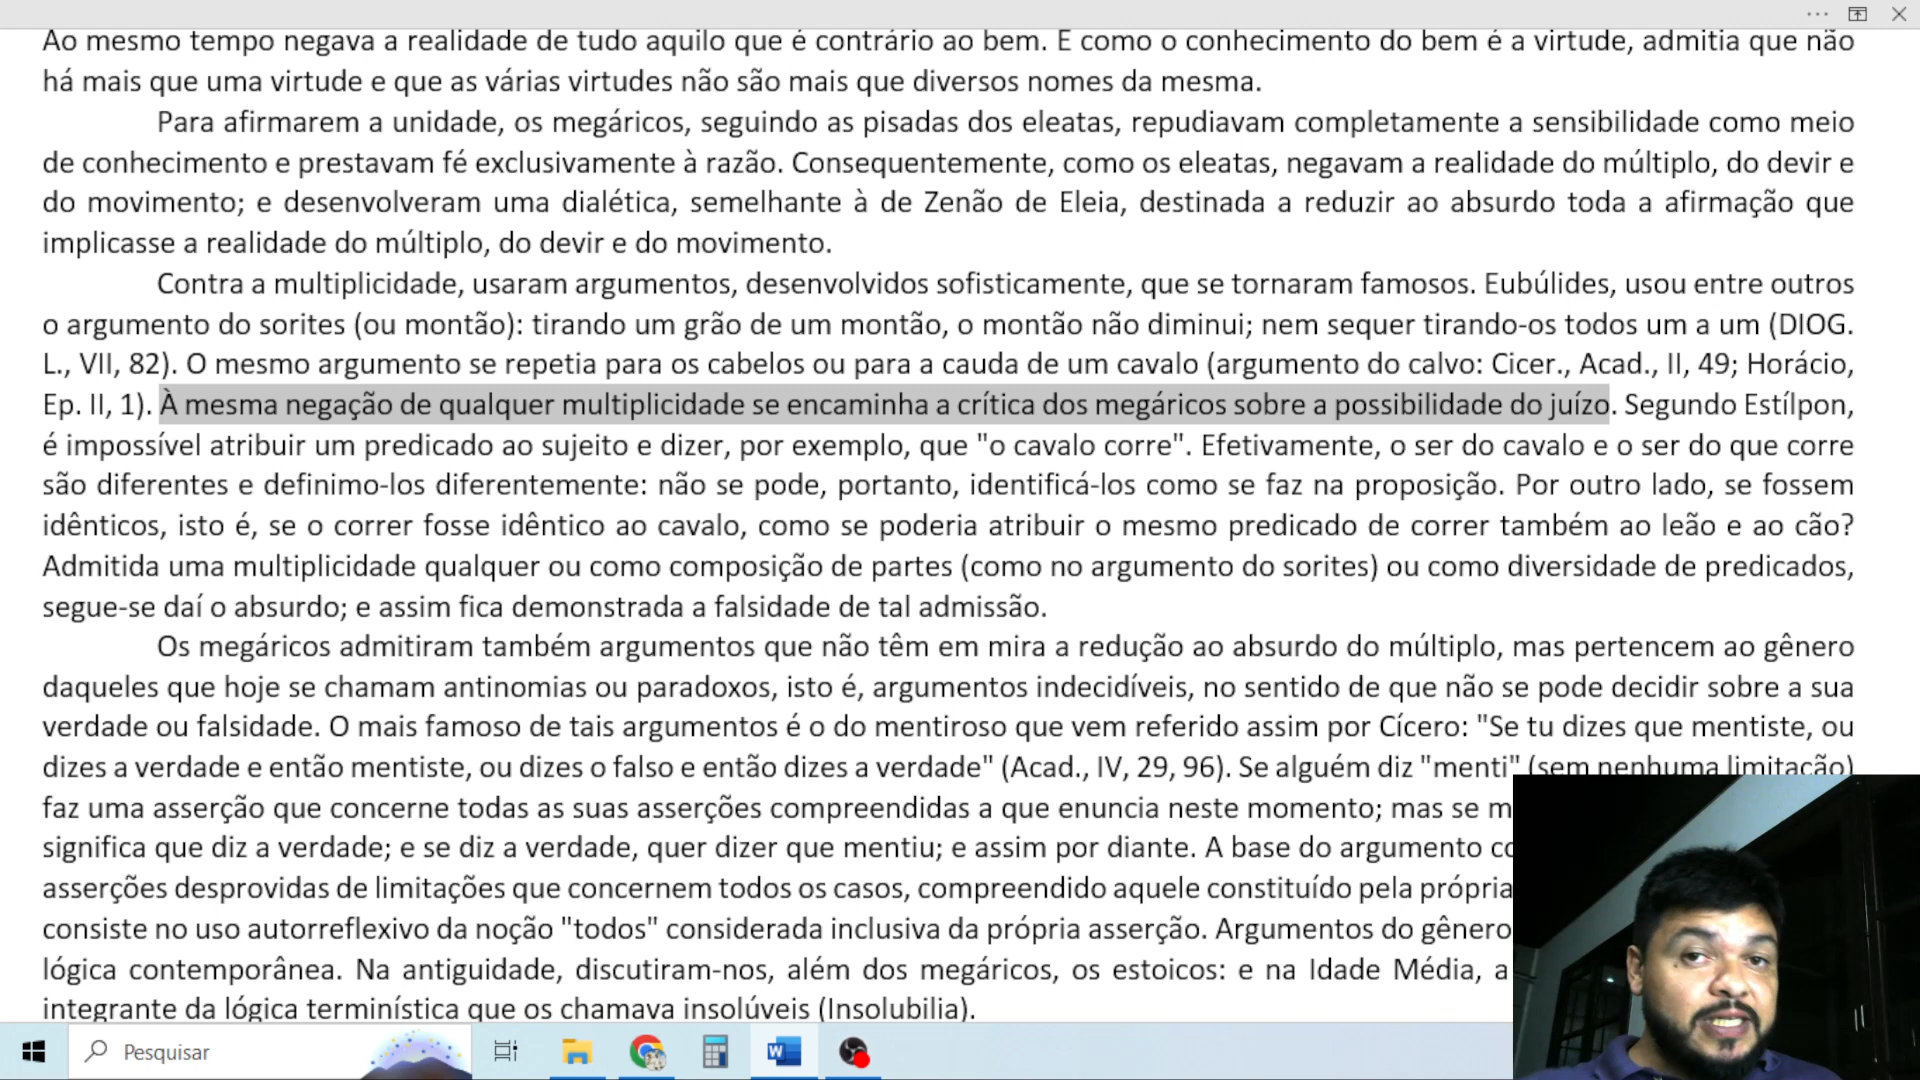 Ao mesmo tempo negava a realidade de tudo aquilo que é contrário ao bem. E como o conhecimento do bem é a virtude, admitia que não
há mais que uma virtude e que as várias virtudes não são mais que diversos nomes da mesma.
Para afirmarem a unidade, os megáricos, seguindo as pisadas dos eleatas, repudiavam completamente a sensibilidade como meio
de conhecimento e prestavam fé exclusivamente à razão. Consequentemente, como os eleatas, negavam a realidade do múltiplo, do devir e
do movimento; e desenvolveram uma dialética, semelhante à de Zenão de Eleia, destinada a reduzir ao absurdo toda a afirmação que
implicasse a realidade do múltiplo, do devir e do movimento.
Contra a multiplicidade, usaram argumentos, desenvolvidos sofisticamente, que se tornaram famosos. Eubúlides, usou entre outros
o argumento do sorites (ou montão): tirando um grão de um montão, o montão não diminui; nem sequer tirando-os todos um a um (DIOG.
L., VII, 82). O mesmo argumento se repetia para os cabelos ou para a cauda de um cavalo (argumento do calvo: Cicer., Acad., II, 49; Horácio,
Ep. II, 1). À mesma negação de qualquer multiplicidade se encaminha a crítica dos megáricos sobre a possibilidade do juízo. Segundo Estílpon,
é impossível atribuir um predicado ao sujeito e dizer, por exemplo, que "o cavalo corre". Efetivamente, o ser do cavalo e o ser do que corre
são diferentes e definimo-los diferentemente: não se pode, portanto, identificá-los como se faz na proposição. Por outro lado, se fossem
idênticos, isto é, se o correr fosse idêntico ao cavalo, como se poderia atribuir o mesmo predicado de correr também ao leão e ao cão?
Admitida uma multiplicidade qualquer ou como composição de partes (como no argumento do sorites) ou como diversidade de predicados,
segue-se daí o absurdo; e assim fica demonstrada a falsidade de tal admissão.
Os megáricos admitiram também argumentos que não têm em mira a redução ao absurdo do múltiplo, mas pertencem ao gênero
daqueles que hoje se chamam antinomias ou paradoxos, isto é, argumentos indecidíveis, no sentido de que não se pode decidir sobre a sua
verdade ou falsidade. O mais famoso de tais argumentos é o do mentiroso que vem referido assim por Cícero: "Se tu dizes que mentiste, ou
dizes a verdade e então mentiste, ou dizes o falso e então dizes a verdade" (Acad., IV, 29, 96). Se alguém diz "menti" (sem nenhuma limitação)
faz uma asserção que concerne todas as suas asserções compreendidas a que enuncia neste momento; mas se m
significa que diz a verdade; e se diz a verdade, quer dizer que mentiu; e assim por diante. A base do argumento co
asserções desprovidas de limitações que concernem todos os casos, compreendido aquele constituído pela própria
consiste no uso autorreflexivo da noção "todos" considerada inclusiva da própria asserção. Argumentos do gênero
lógica contemporânea. Na antiguidade, discutiram-nos, além dos megáricos, os estoicos: e na Idade Média, a
integrante da lógica terminística que os chamava insolúveis (Insolubilia).
Pesquisar